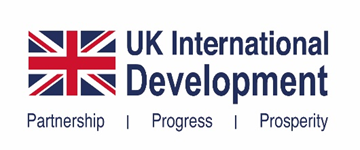 UK International
Development
Partnership | Progress | Prosperity